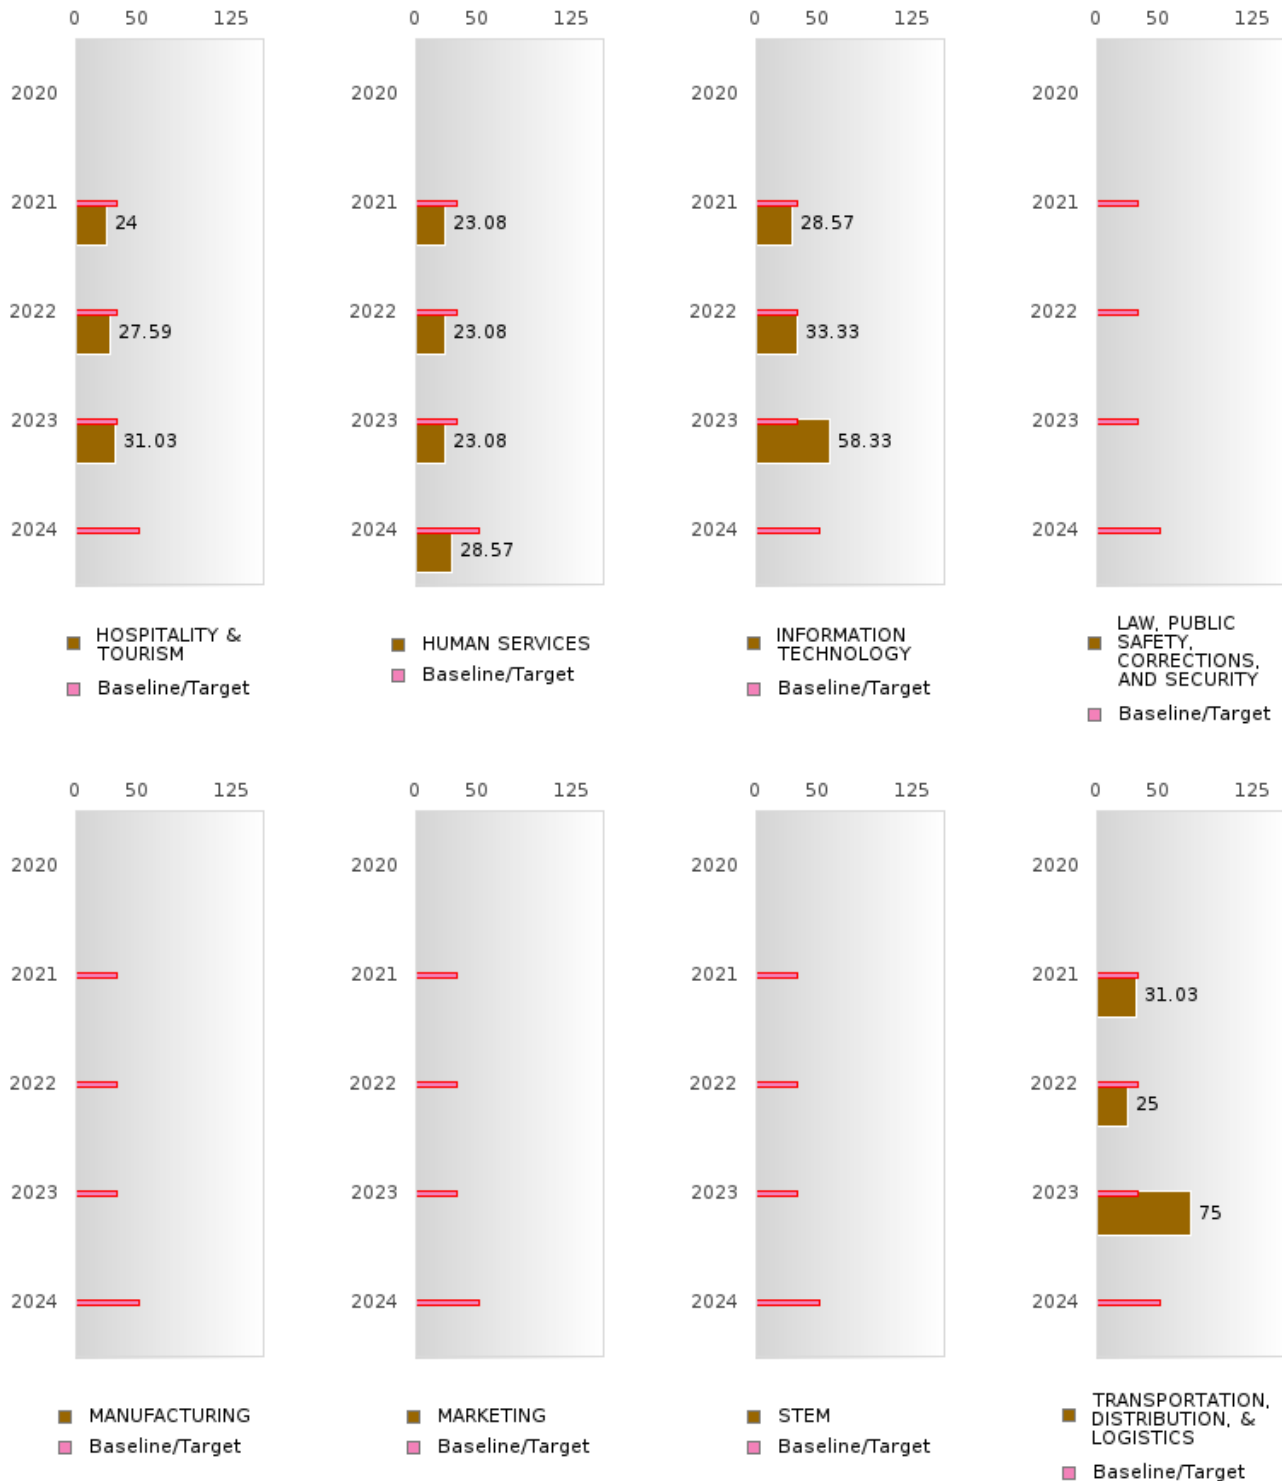 0 50 125 0 50 125 0 50 125 0 50 125
2020 2020 2020 2020
2021 2021 2021 2021
24 23.08 28.57
2022 2022 2022 2022
27.59 23.08 33.33
2023 2023 2023 2023
31.03 23.08 58.33
2024 2024 2024 2024
28.57
HOSPITALITY &
TOURISM
Baseline/Target
HUMAN SERVICES
Baseline/Target
INFORMATION
TECHNOLOGY
Baseline/Target
LAW, PUBLIC
SAFETY,
CORRECTIONS,
AND SECURITY
Baseline/Target
0 50 125 0 50 125 0 50 125 0 50 125
2020 2020 2020 2020
2021 2021 2021 2021
31.03
2022 2022 2022 2022
25
2023 2023 2023 2023
75
2024 2024 2024 2024
MANUFACTURING
Baseline/Target
MARKETING
Baseline/Target
STEM
Baseline/Target
TRANSPORTATION,
DISTRIBUTION, &
LOGISTICS
Baseline/Target